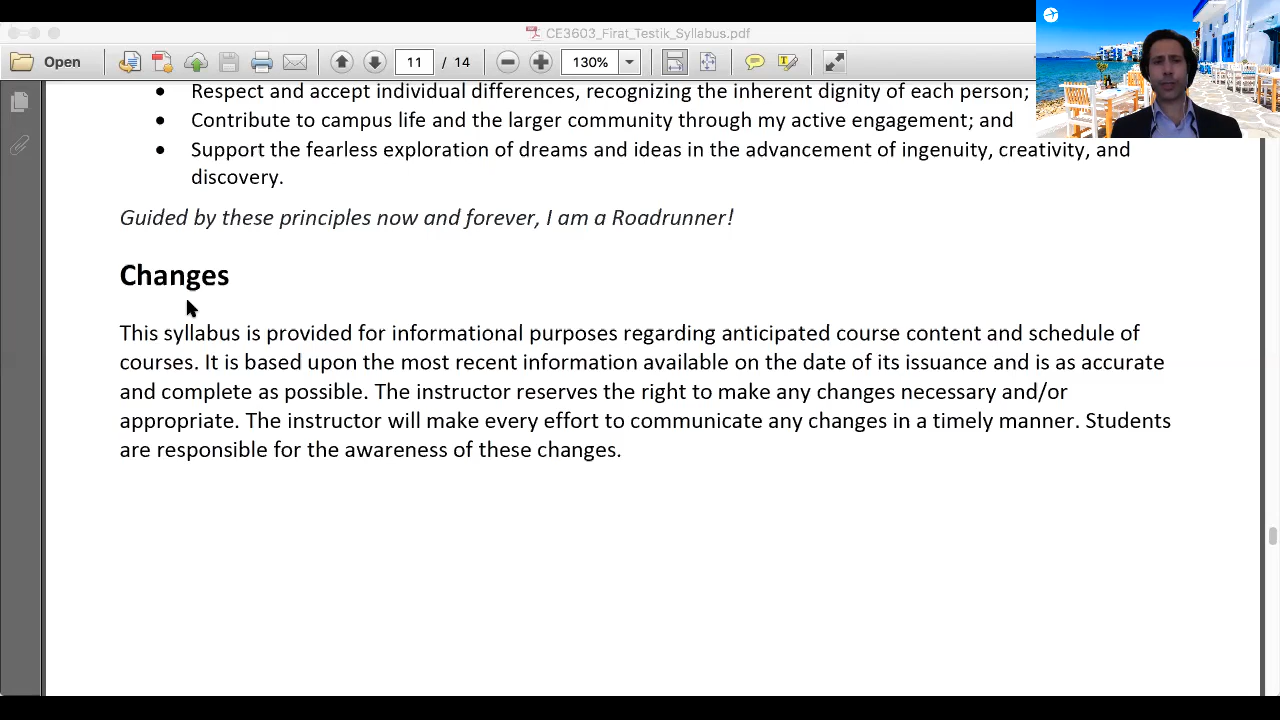 CE3603_Firat_Testik_Syllabus.pdf
Open 11 / 14 130%
• Respect and accept individual differences, recognizing the inherent dignity of each person;
• Contribute to campus life and the larger community through my active engagement; and
• Support the fearless exploration of dreams and ideas in the advancement of ingenuity, creativity, and
discovery.
Guided by these principles now and forever, I am a Roadrunner!
Changes
This syllabus is provided for informational purposes regarding anticipated course content and schedule of
courses. It is based upon the most recent information available on the date of its issuance and is as accurate
and complete as possible. The instructor reserves the right to make any changes necessary and/or
appropriate. The instructor will make every effort to communicate any changes in a timely manner. Students
are responsible for the awareness of these changes.